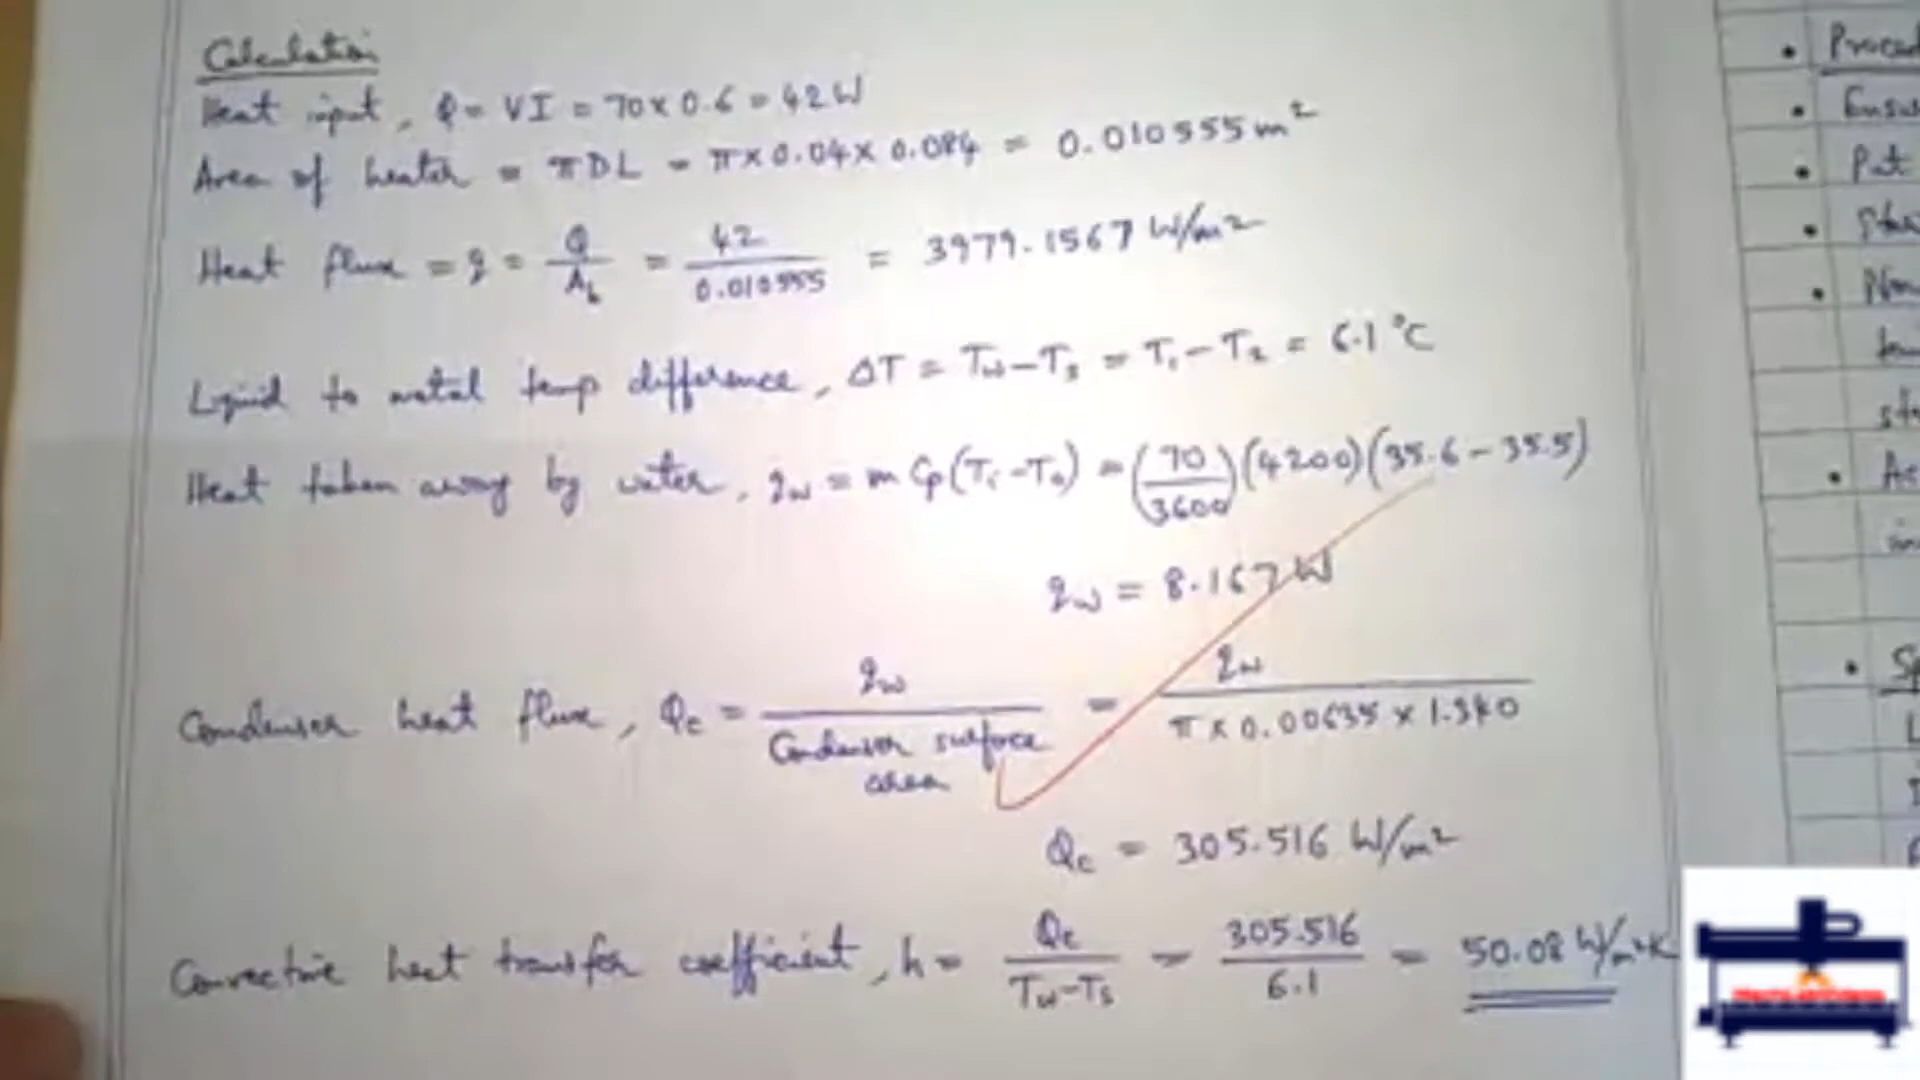 Calculation
Heat input, Q = VI = 70 x 0.6 = 42W
Area of heater = πDL = π x 0.04 x 0.084 = 0.010555 m²
Heat flux = q = Q/Aₕ = 42/0.010555 = 3979.1567 W/m²
Liquid to metal temp difference, ΔT = Tw - Ts = T₁ - T₂ = 6.1 °C
Heat taken away by water, qw = m Cp (Ti - To) = (70/3600)(4200)(35.6 - 35.5)
qw = 8.167 W
Condenser heat flux, Qc = qw/Condenser surface area = qw/π x 0.00635 x 1.340
Qc = 305.516 W/m²
Convective heat transfer coefficient, h = Qc/Tw-Ts = 305.516/6.1 = 50.08 W/m²K
Put